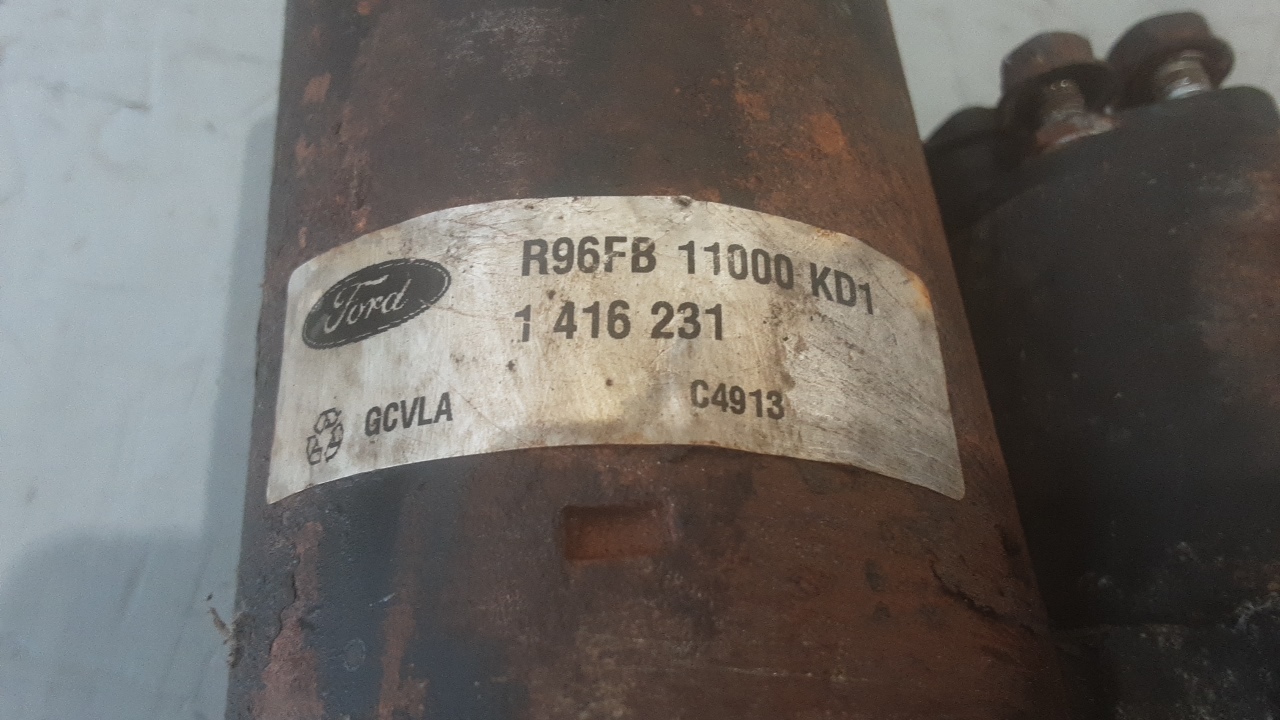 Ford
R96FB 11000 KD1
1 416 231
GCVLA
C4913